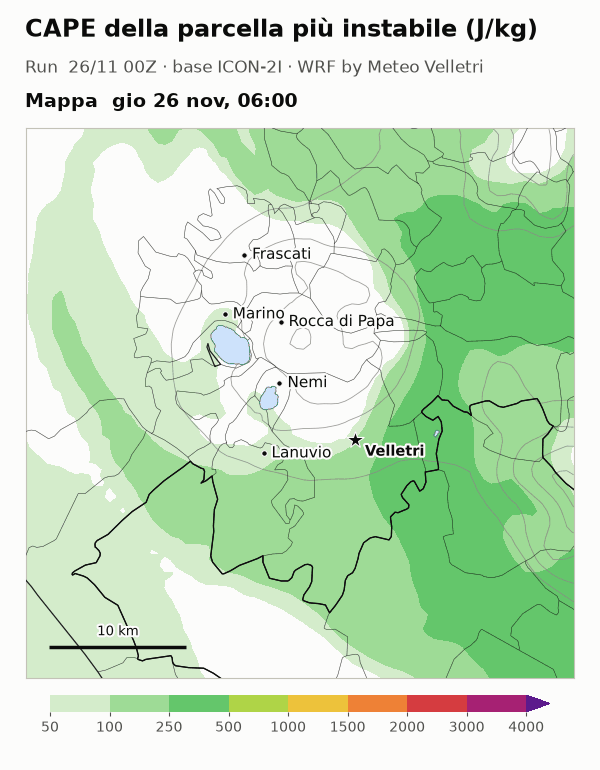 CAPE della parcella più instabile (J/kg)
Run  26/11 00Z · base ICON-2I · WRF by Meteo Velletri
Mappa  gio 26 nov, 06:00
Frascati
Marino
Rocca di Papa
Nemi
Velletri
Lanuvio
10 km
50 100 250 500 1000 1500 2000 3000 4000